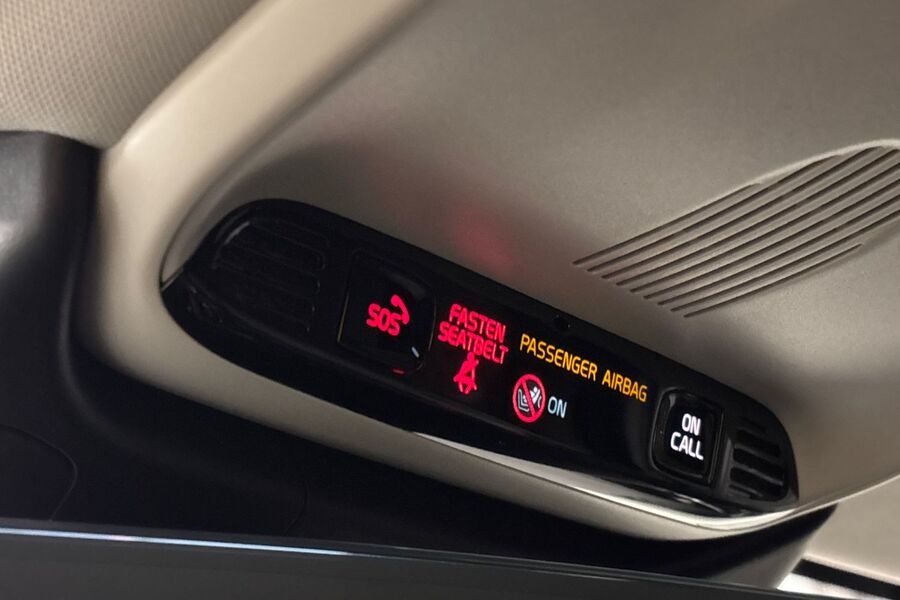 SOS
FASTEN
SEATBELT
PASSENGER AIRBAG
ON
ON
CALL